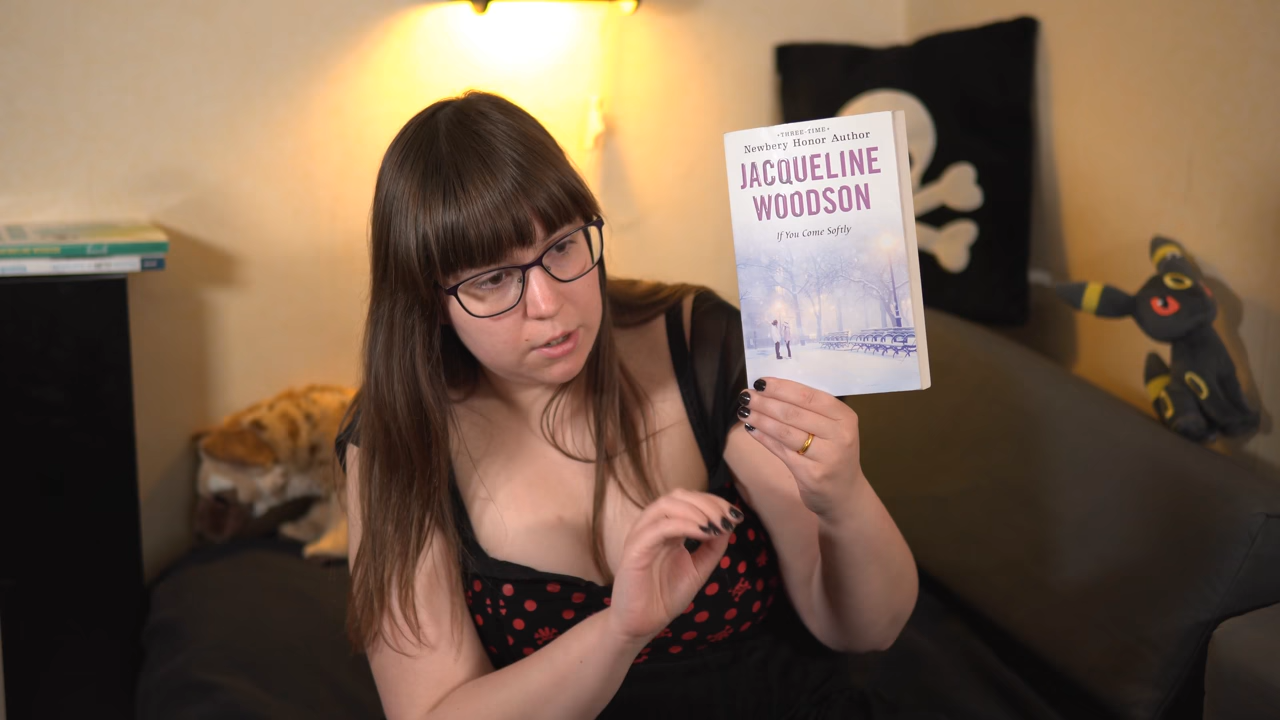 •THREE-TIME•
Newbery Honor Author
JACQUELINE
WOODSON
If You Come Softly